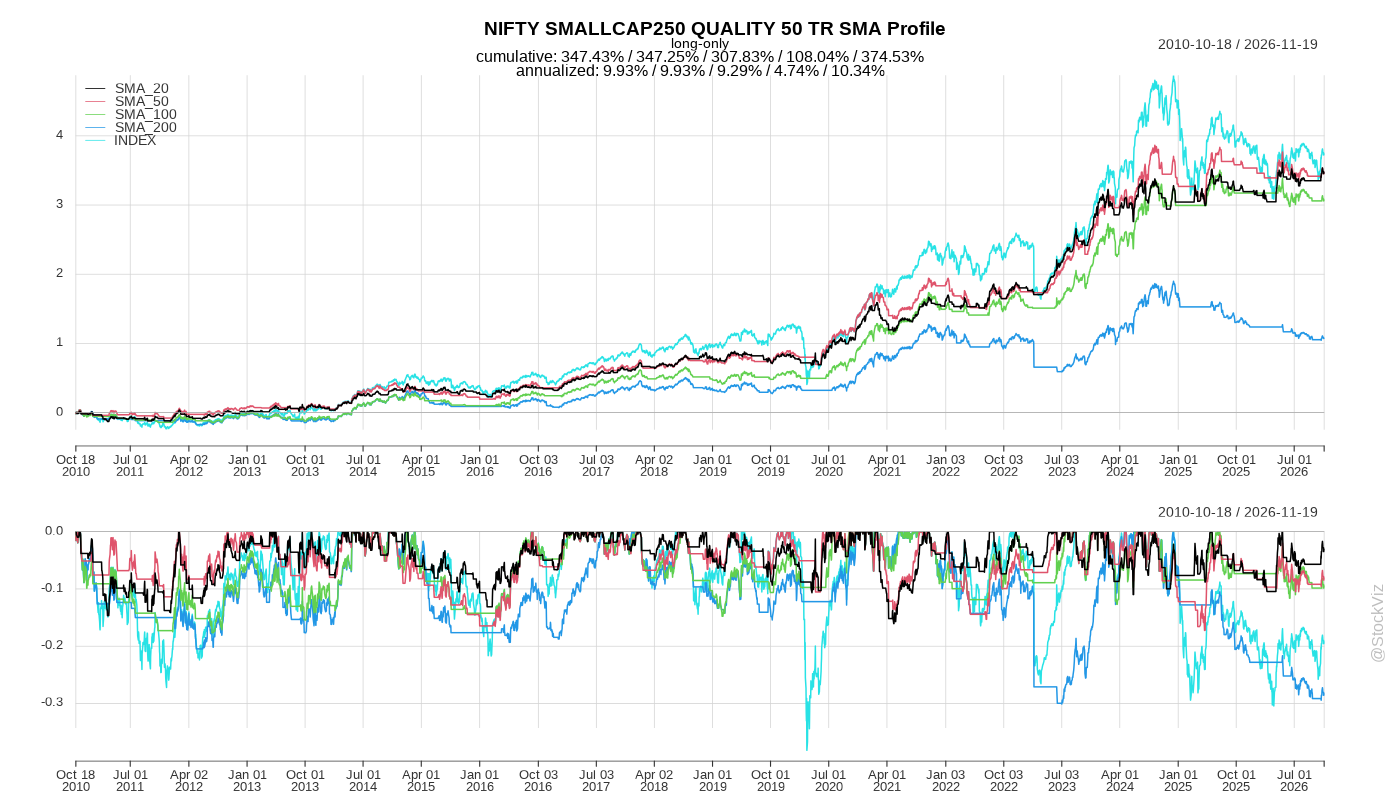 NIFTY SMALLCAP250 QUALITY 50 TR SMA Profile
long-only
cumulative: 347.43% / 347.25% / 307.83% / 108.04% / 374.53%
annualized: 9.93% / 9.93% / 9.29% / 4.74% / 10.34%
2010-10-18 / 2026-11-19
SMA_20
SMA_50
SMA_100
SMA_200
INDEX
4
3
2
1
0
Oct 18 Jul 01 Apr 02 Jan 01 Oct 01 Jul 01 Apr 01 Jan 01 Oct 03 Jul 03 Apr 02 Jan 01 Oct 01 Jul 01 Apr 01 Jan 03 Oct 03 Jul 03 Apr 01 Jan 01 Oct 01 Jul 01
2010 2011 2012 2013 2013 2014 2015 2016 2016 2017 2018 2019 2019 2020 2021 2022 2022 2023 2024 2025 2025 2026
2010-10-18 / 2026-11-19
0.0
-0.1
-0.2
-0.3
Oct 18 Jul 01 Apr 02 Jan 01 Oct 01 Jul 01 Apr 01 Jan 01 Oct 03 Jul 03 Apr 02 Jan 01 Oct 01 Jul 01 Apr 01 Jan 03 Oct 03 Jul 03 Apr 01 Jan 01 Oct 01 Jul 01
2010 2011 2012 2013 2013 2014 2015 2016 2016 2017 2018 2019 2019 2020 2021 2022 2022 2023 2024 2025 2025 2026
@StockViz